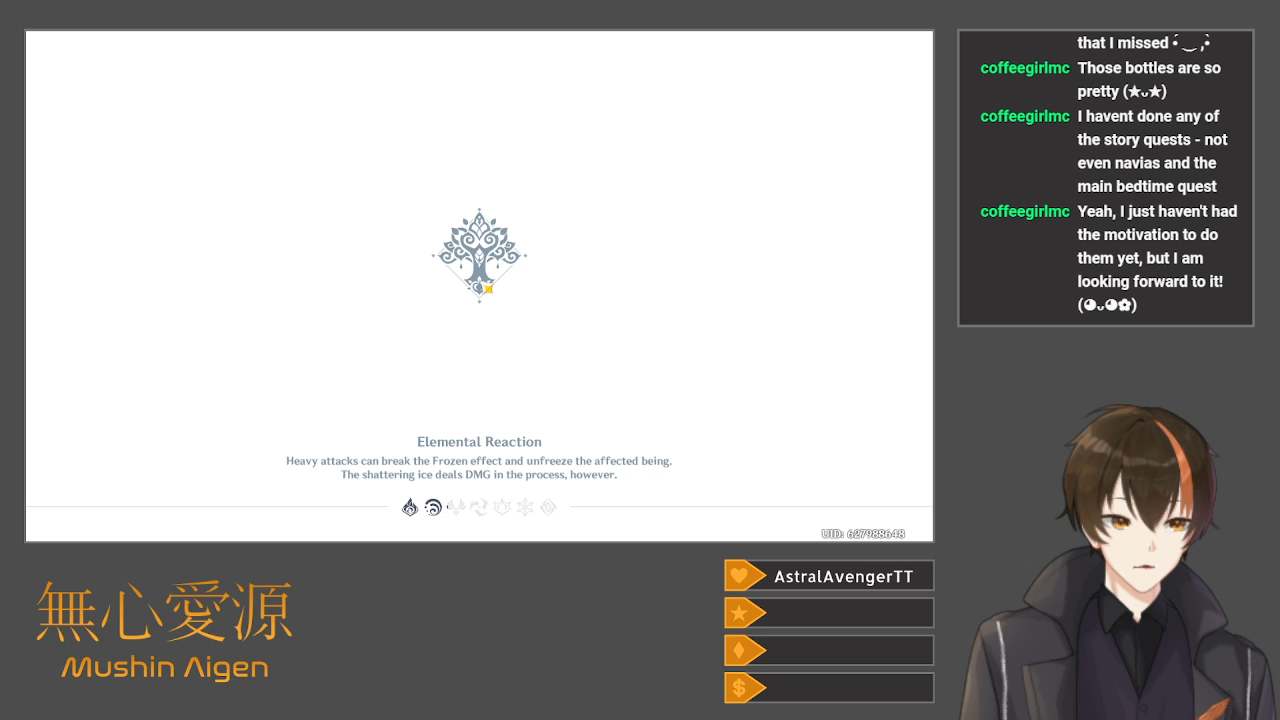 that I missed •́ ‿ ,•̀
coffeegirlmc Those bottles are so
pretty (★ᴗ★)
coffeegirlmc I havent done any of
the story quests - not
even navias and the
main bedtime quest
coffeegirlmc Yeah, I just haven't had
the motivation to do
them yet, but I am
looking forward to it!
(◕ᴗ◕✿)
Elemental Reaction
Heavy attacks can break the Frozen effect and unfreeze the affected being.
The shattering ice deals DMG in the process, however.
UID: 627988648
AstralAvengerTT
無心愛源
Mushin Aigen